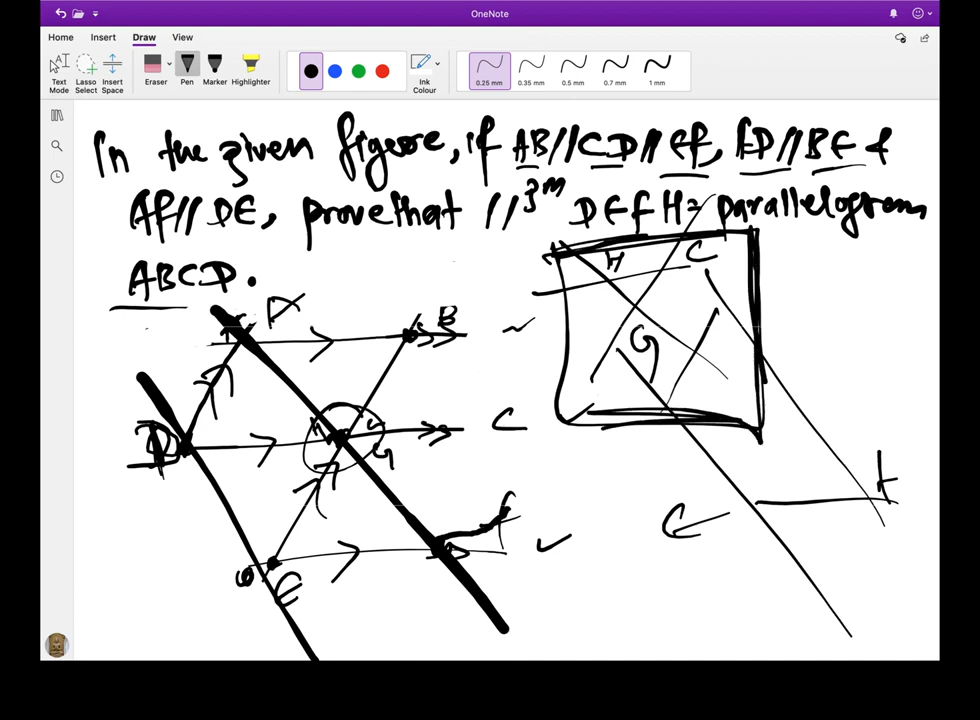 OneNote
Home Insert Draw View
Text Mode Lasso Select Insert Space Eraser Pen Marker Highlighter Ink Colour 0.25 mm 0.35 mm 0.5 mm 0.7 mm 1 mm
In the given figure, if AB//CD//Ef, ED//BE &
Af//DE, prove that //gm DEfH = parallelogram
ABCD.
A B
H C
G
D C
G
f
E